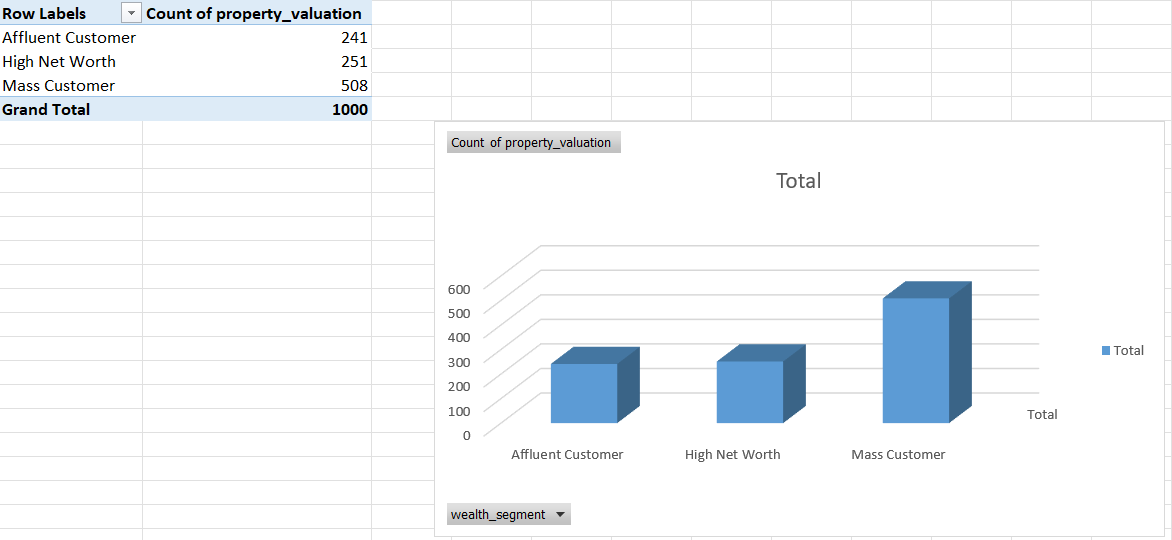 Row Labels Count of property_valuation
Affluent Customer 241
High Net Worth 251
Mass Customer 508
Grand Total 1000
Count of property_valuation
Total
600
500
400
300
200
100
0
Total
Total
Affluent Customer High Net Worth Mass Customer
wealth_segment